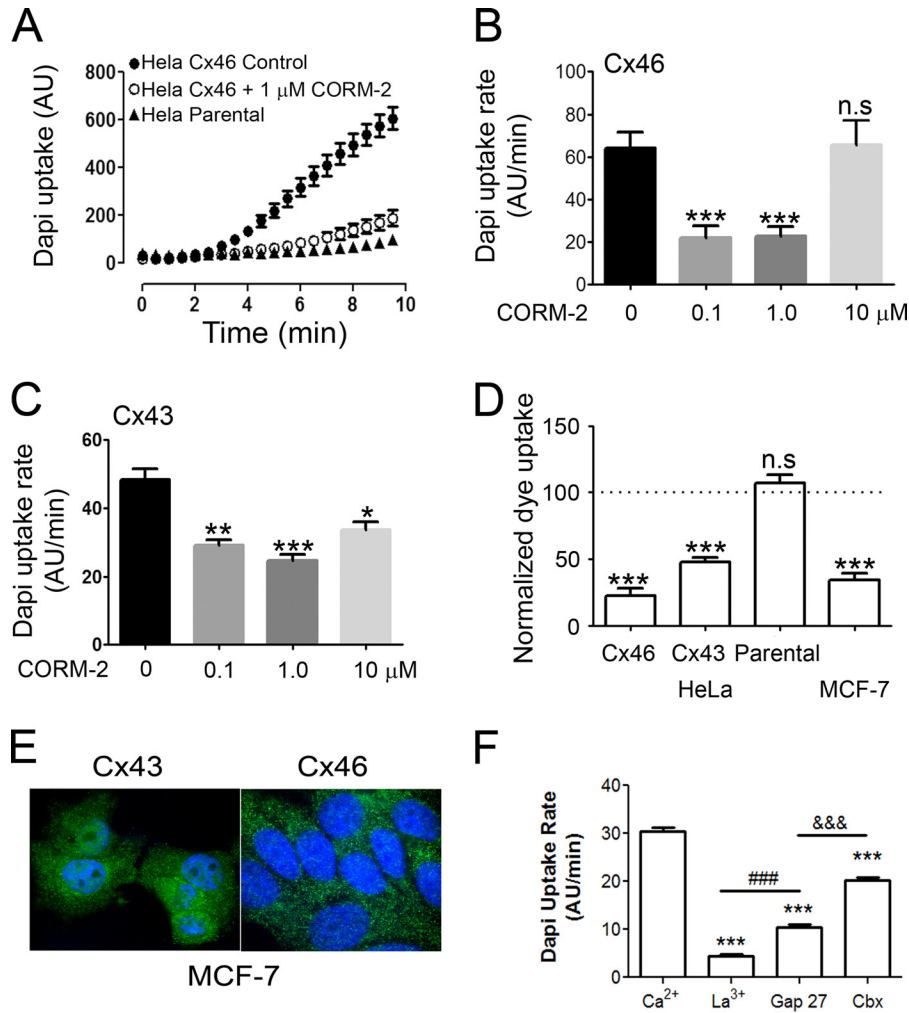 A
Hela Cx46 Control
Hela Cx46 + 1 μM CORM-2
Hela Parental
Dapi uptake (AU)
800
600
400
200
0
0 2 4 6 8 10
Time (min)
B
Cx46
n.s
Dapi uptake rate
(AU/min)
100
80
60
40
20
0
*** ***
CORM-2 0 0.1 1.0 10 μM
C
Cx43
Dapi uptake rate
(AU/min)
60
40
20
0
** *** *
CORM-2 0 0.1 1.0 10 μM
D
Normalized dye uptake
150
100
50
0
n.s
*** *** ***
Cx46 Cx43 Parental
HeLa MCF-7
E
Cx43 Cx46
MCF-7
F
Dapi Uptake Rate
(AU/min)
40
30
20
10
0
&&&
###
*** *** ***
Ca²⁺ La³⁺ Gap 27 Cbx